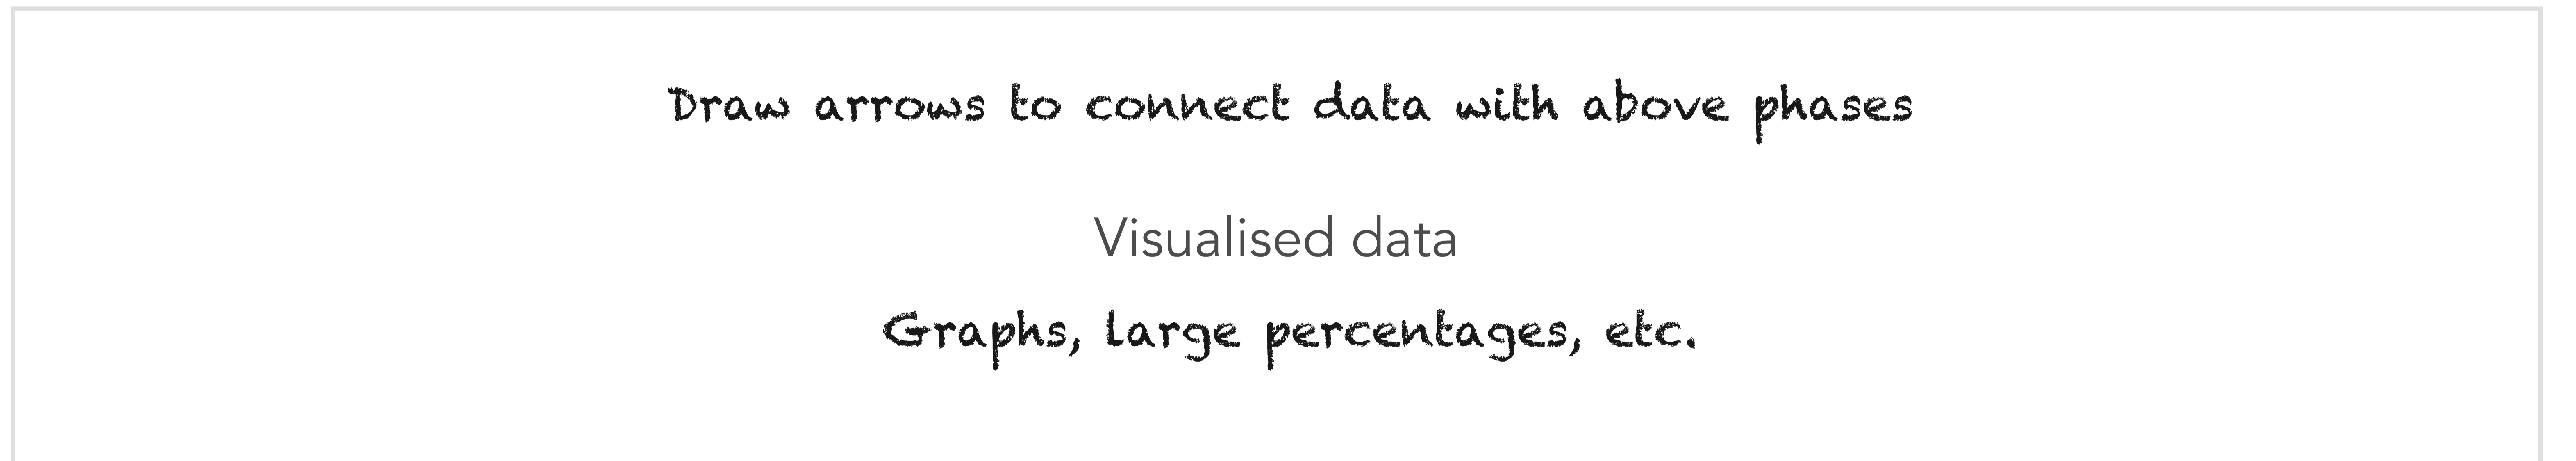 Draw arrows to connect data with above phases
Visualised data
Graphs, large percentages, etc.